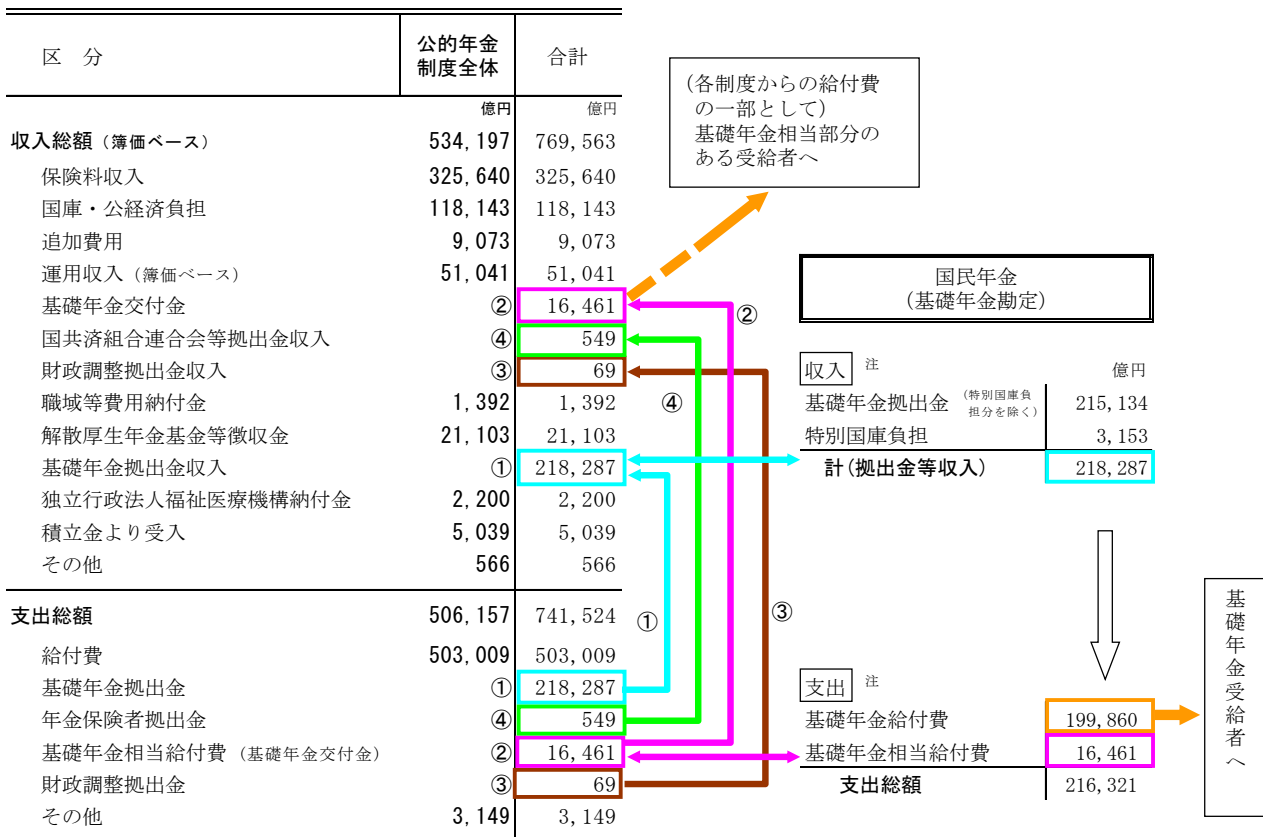 区 分 公的年金制度全体 合計
億円 億円
収入総額（簿価ベース） 534,197 769,563
保険料収入 325,640 325,640
国庫・公経済負担 118,143 118,143
追加費用 9,073 9,073
運用収入（簿価ベース） 51,041 51,041
基礎年金交付金 ② 16,461
国共済組合連合会等拠出金収入 ④ 549
財政調整拠出金収入 ③ 69
職域等費用納付金 1,392 1,392
解散厚生年金基金等徴収金 21,103 21,103
基礎年金拠出金収入 ① 218,287
独立行政法人福祉医療機構納付金 2,200 2,200
積立金より受入 5,039 5,039
その他 566 566
支出総額 506,157 741,524
給付費 503,009 503,009
基礎年金拠出金 ① 218,287
年金保険者拠出金 ④ 549
基礎年金相当給付費（基礎年金交付金） ② 16,461
財政調整拠出金 ③ 69
その他 3,149 3,149
②
④
①
③
(各制度からの給付費
の一部として)
基礎年金相当部分の
ある受給者へ
国民年金
(基礎年金勘定)
収入 注 億円
基礎年金拠出金 (特別国庫負担分を除く) 215,134
特別国庫負担 3,153
計(拠出金等収入) 218,287
支出 注
基礎年金給付費 199,860
基礎年金相当給付費 16,461
支出総額 216,321
基礎年金受給者へ